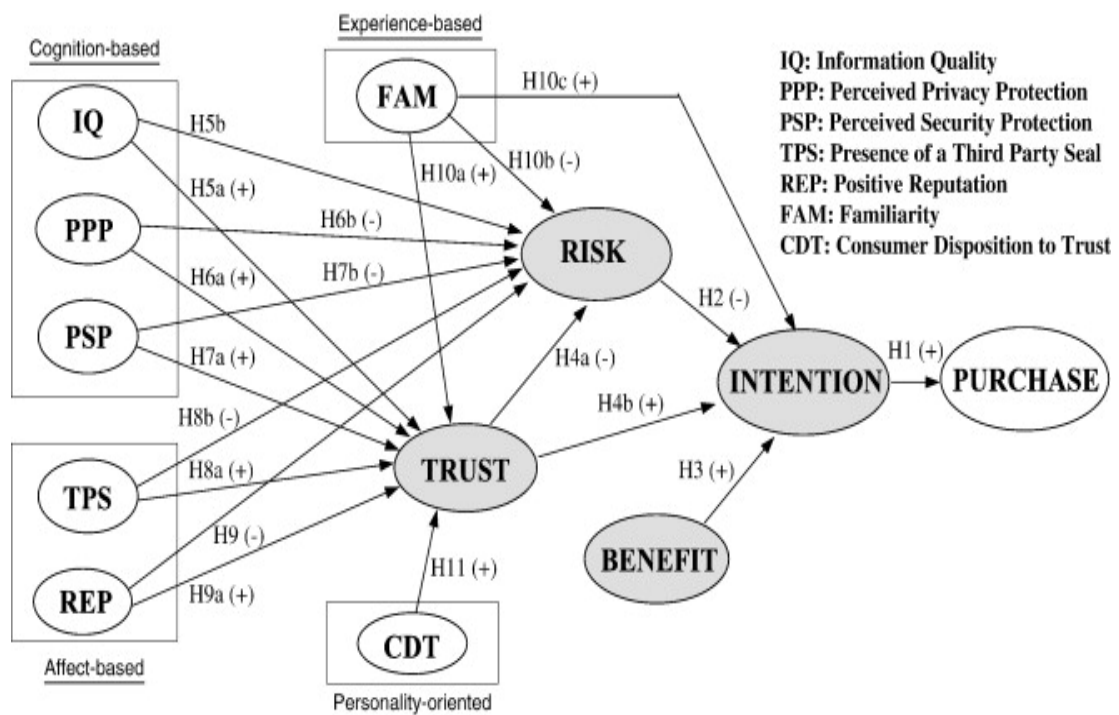 Cognition-based
IQ
PPP
PSP
TPS
REP
Affect-based
Experience-based
FAM
CDT
Personality-oriented
H5b
H5a (+)
H6b (-)
H6a (+)
H7b (-)
H7a (+)
H8b (-)
H8a (+)
H9 (-)
H9a (+)
H10a (+)
H10b (-)
H10c (+)
H11 (+)
RISK
TRUST
H4a (-)
H4b (+)
H2 (-)
H3 (+)
BENEFIT
INTENTION
H1 (+)
PURCHASE
IQ: Information Quality
PPP: Perceived Privacy Protection
PSP: Perceived Security Protection
TPS: Presence of a Third Party Seal
REP: Positive Reputation
FAM: Familiarity
CDT: Consumer Disposition to Trust